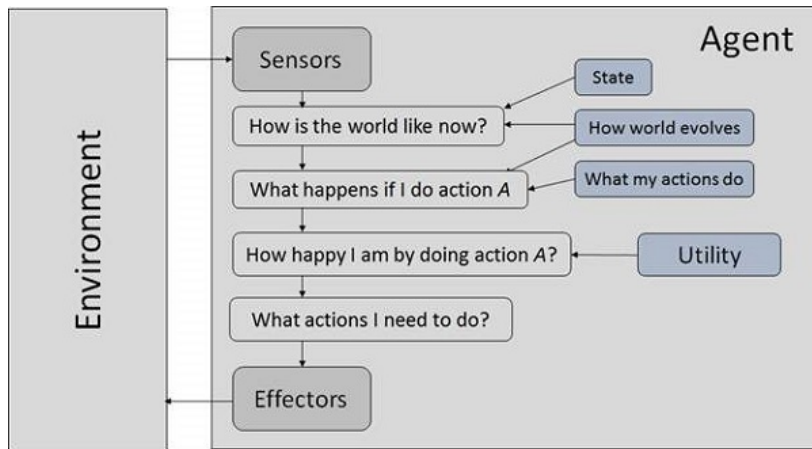 Agent
Sensors
State
How is the world like now?
How world evolves
What happens if I do action A
What my actions do
How happy I am by doing action A?
Utility
What actions I need to do?
Effectors
Environment